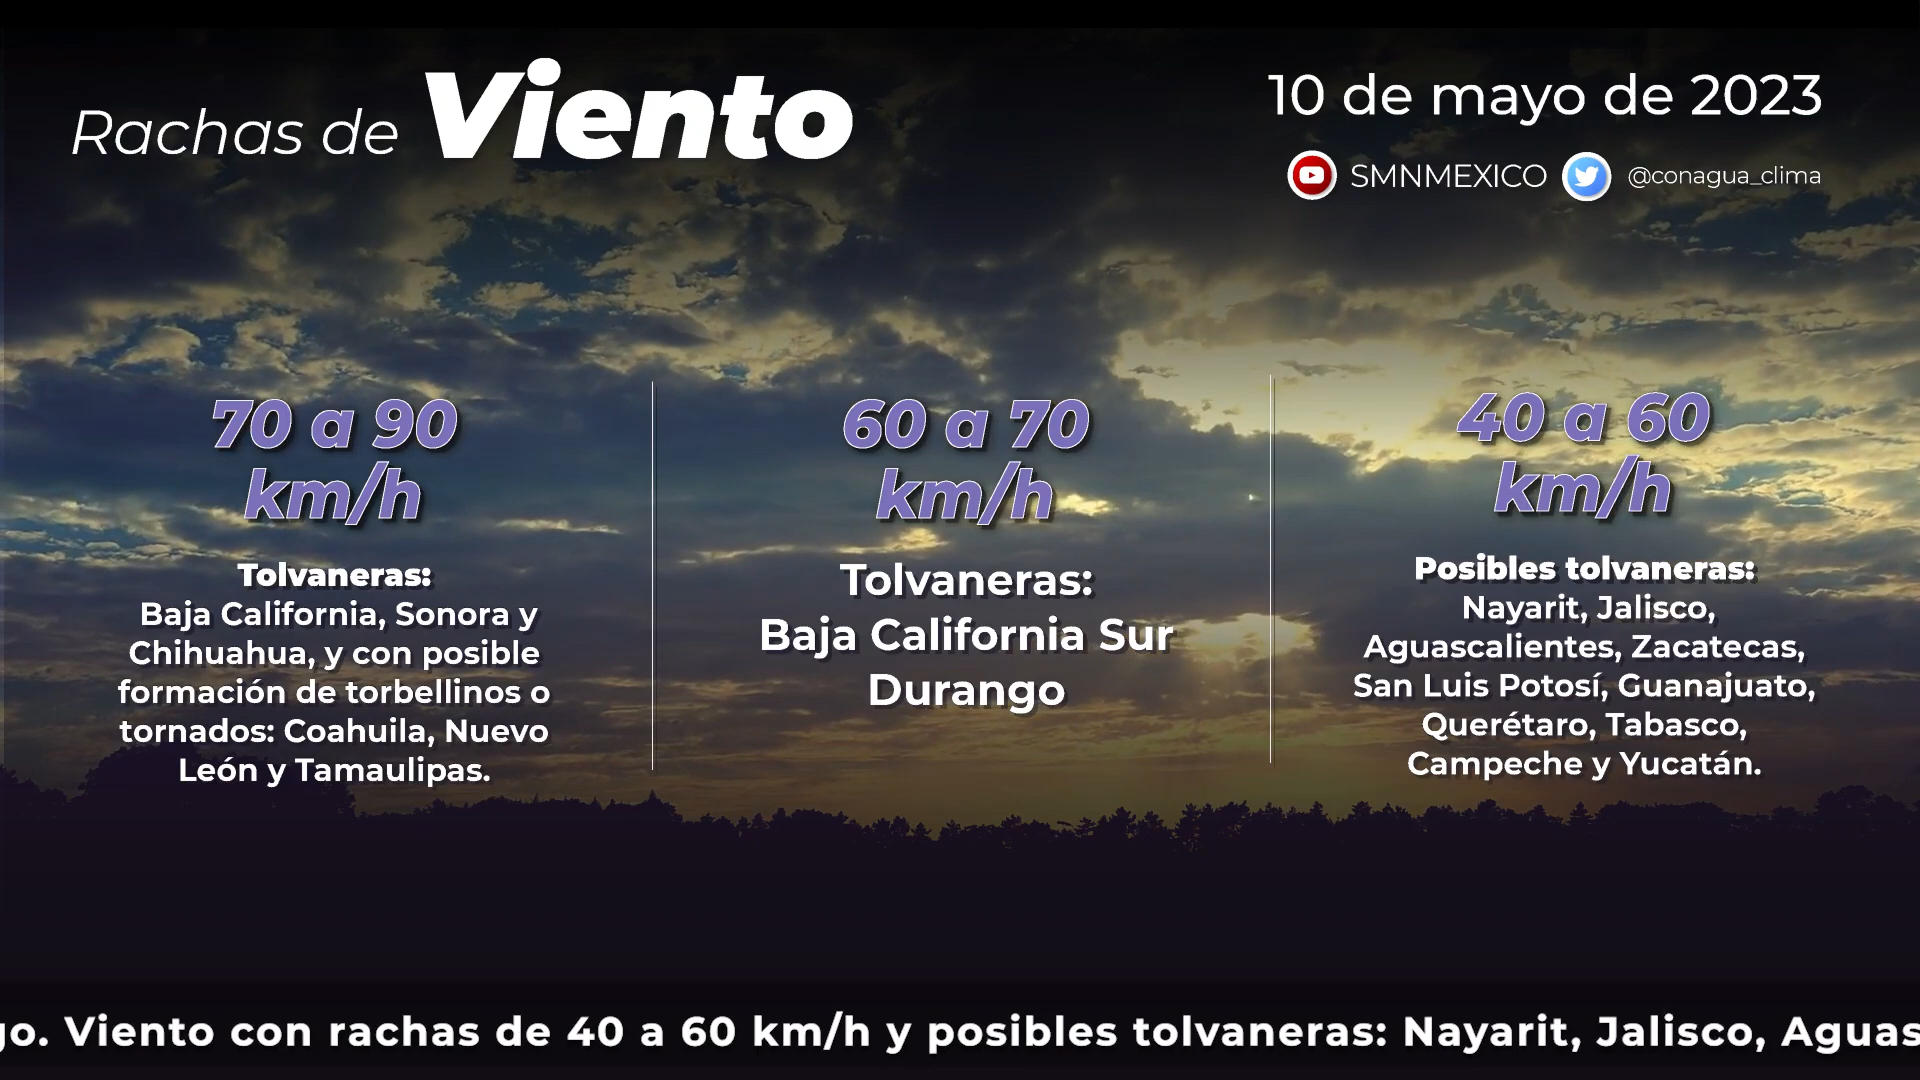 Rachas de Viento
10 de mayo de 2023
SMNMEXICO @conagua_clima
70 a 90
km/h
Tolvaneras:
Baja California, Sonora y
Chihuahua, y con posible
formación de torbellinos o
tornados: Coahuila, Nuevo
León y Tamaulipas.
60 a 70
km/h
Tolvaneras:
Baja California Sur
Durango
40 a 60
km/h
Posibles tolvaneras:
Nayarit, Jalisco,
Aguascalientes, Zacatecas,
San Luis Potosí, Guanajuato,
Querétaro, Tabasco,
Campeche y Yucatán.
go. Viento con rachas de 40 a 60 km/h y posibles tolvaneras: Nayarit, Jalisco, Aguas